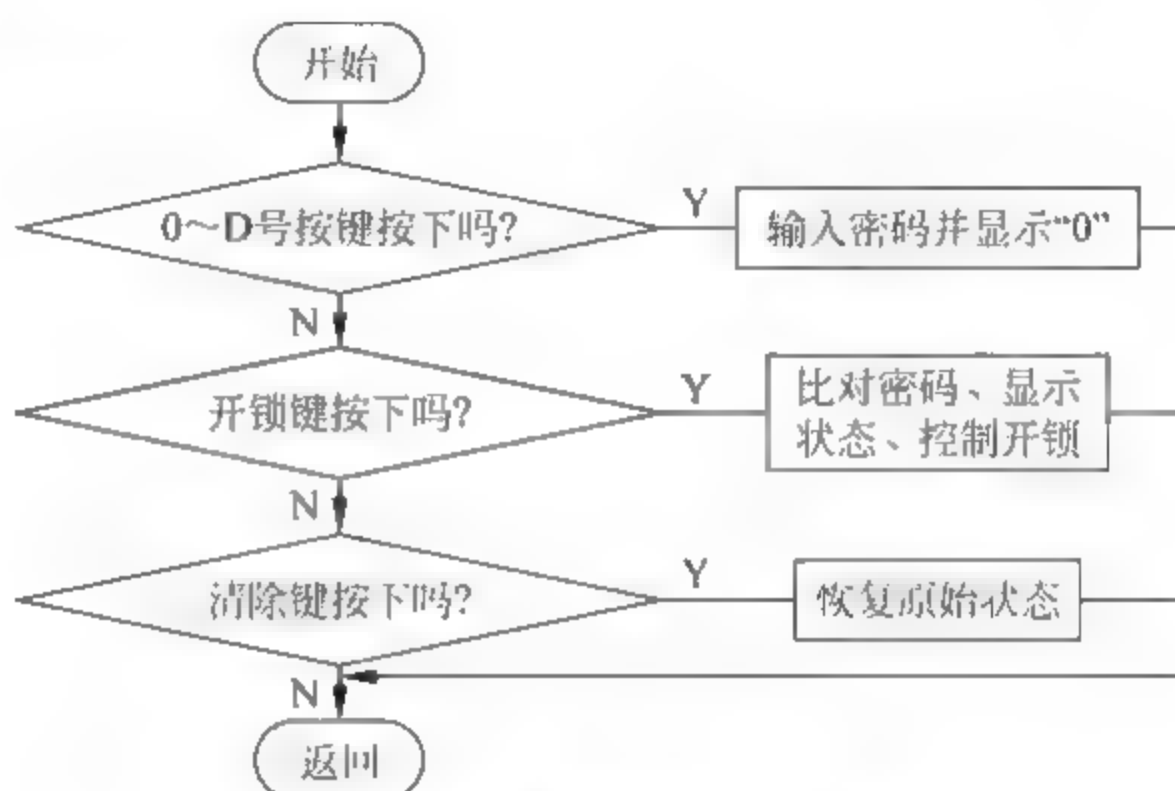 开始
0~D号按键按下吗?
Y
输入密码并显示“0”
N
开锁键按下吗?
Y
比对密码、显示
状态、控制开锁
N
清除键按下吗?
Y
恢复原始状态
N
返回